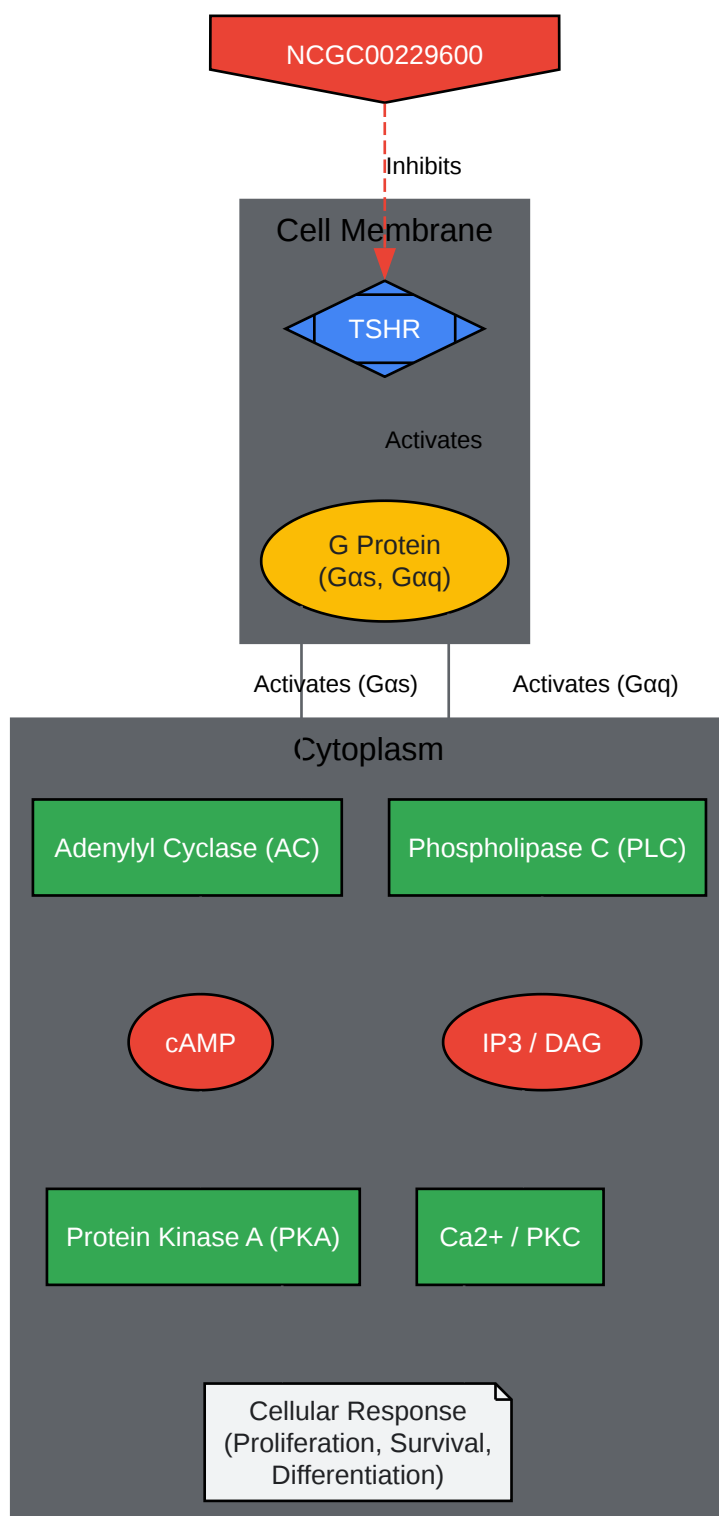 NCGC00229600
Inhibits
Cell Membrane
TSHR
Activates
G Protein
(Gαs, Gαq)
Activates (Gαs)
Activates (Gαq)
Cytoplasm
Adenylyl Cyclase (AC)
Phospholipase C (PLC)
cAMP
IP3 / DAG
Protein Kinase A (PKA)
Ca2+ / PKC
Cellular Response
(Proliferation, Survival,
Differentiation)